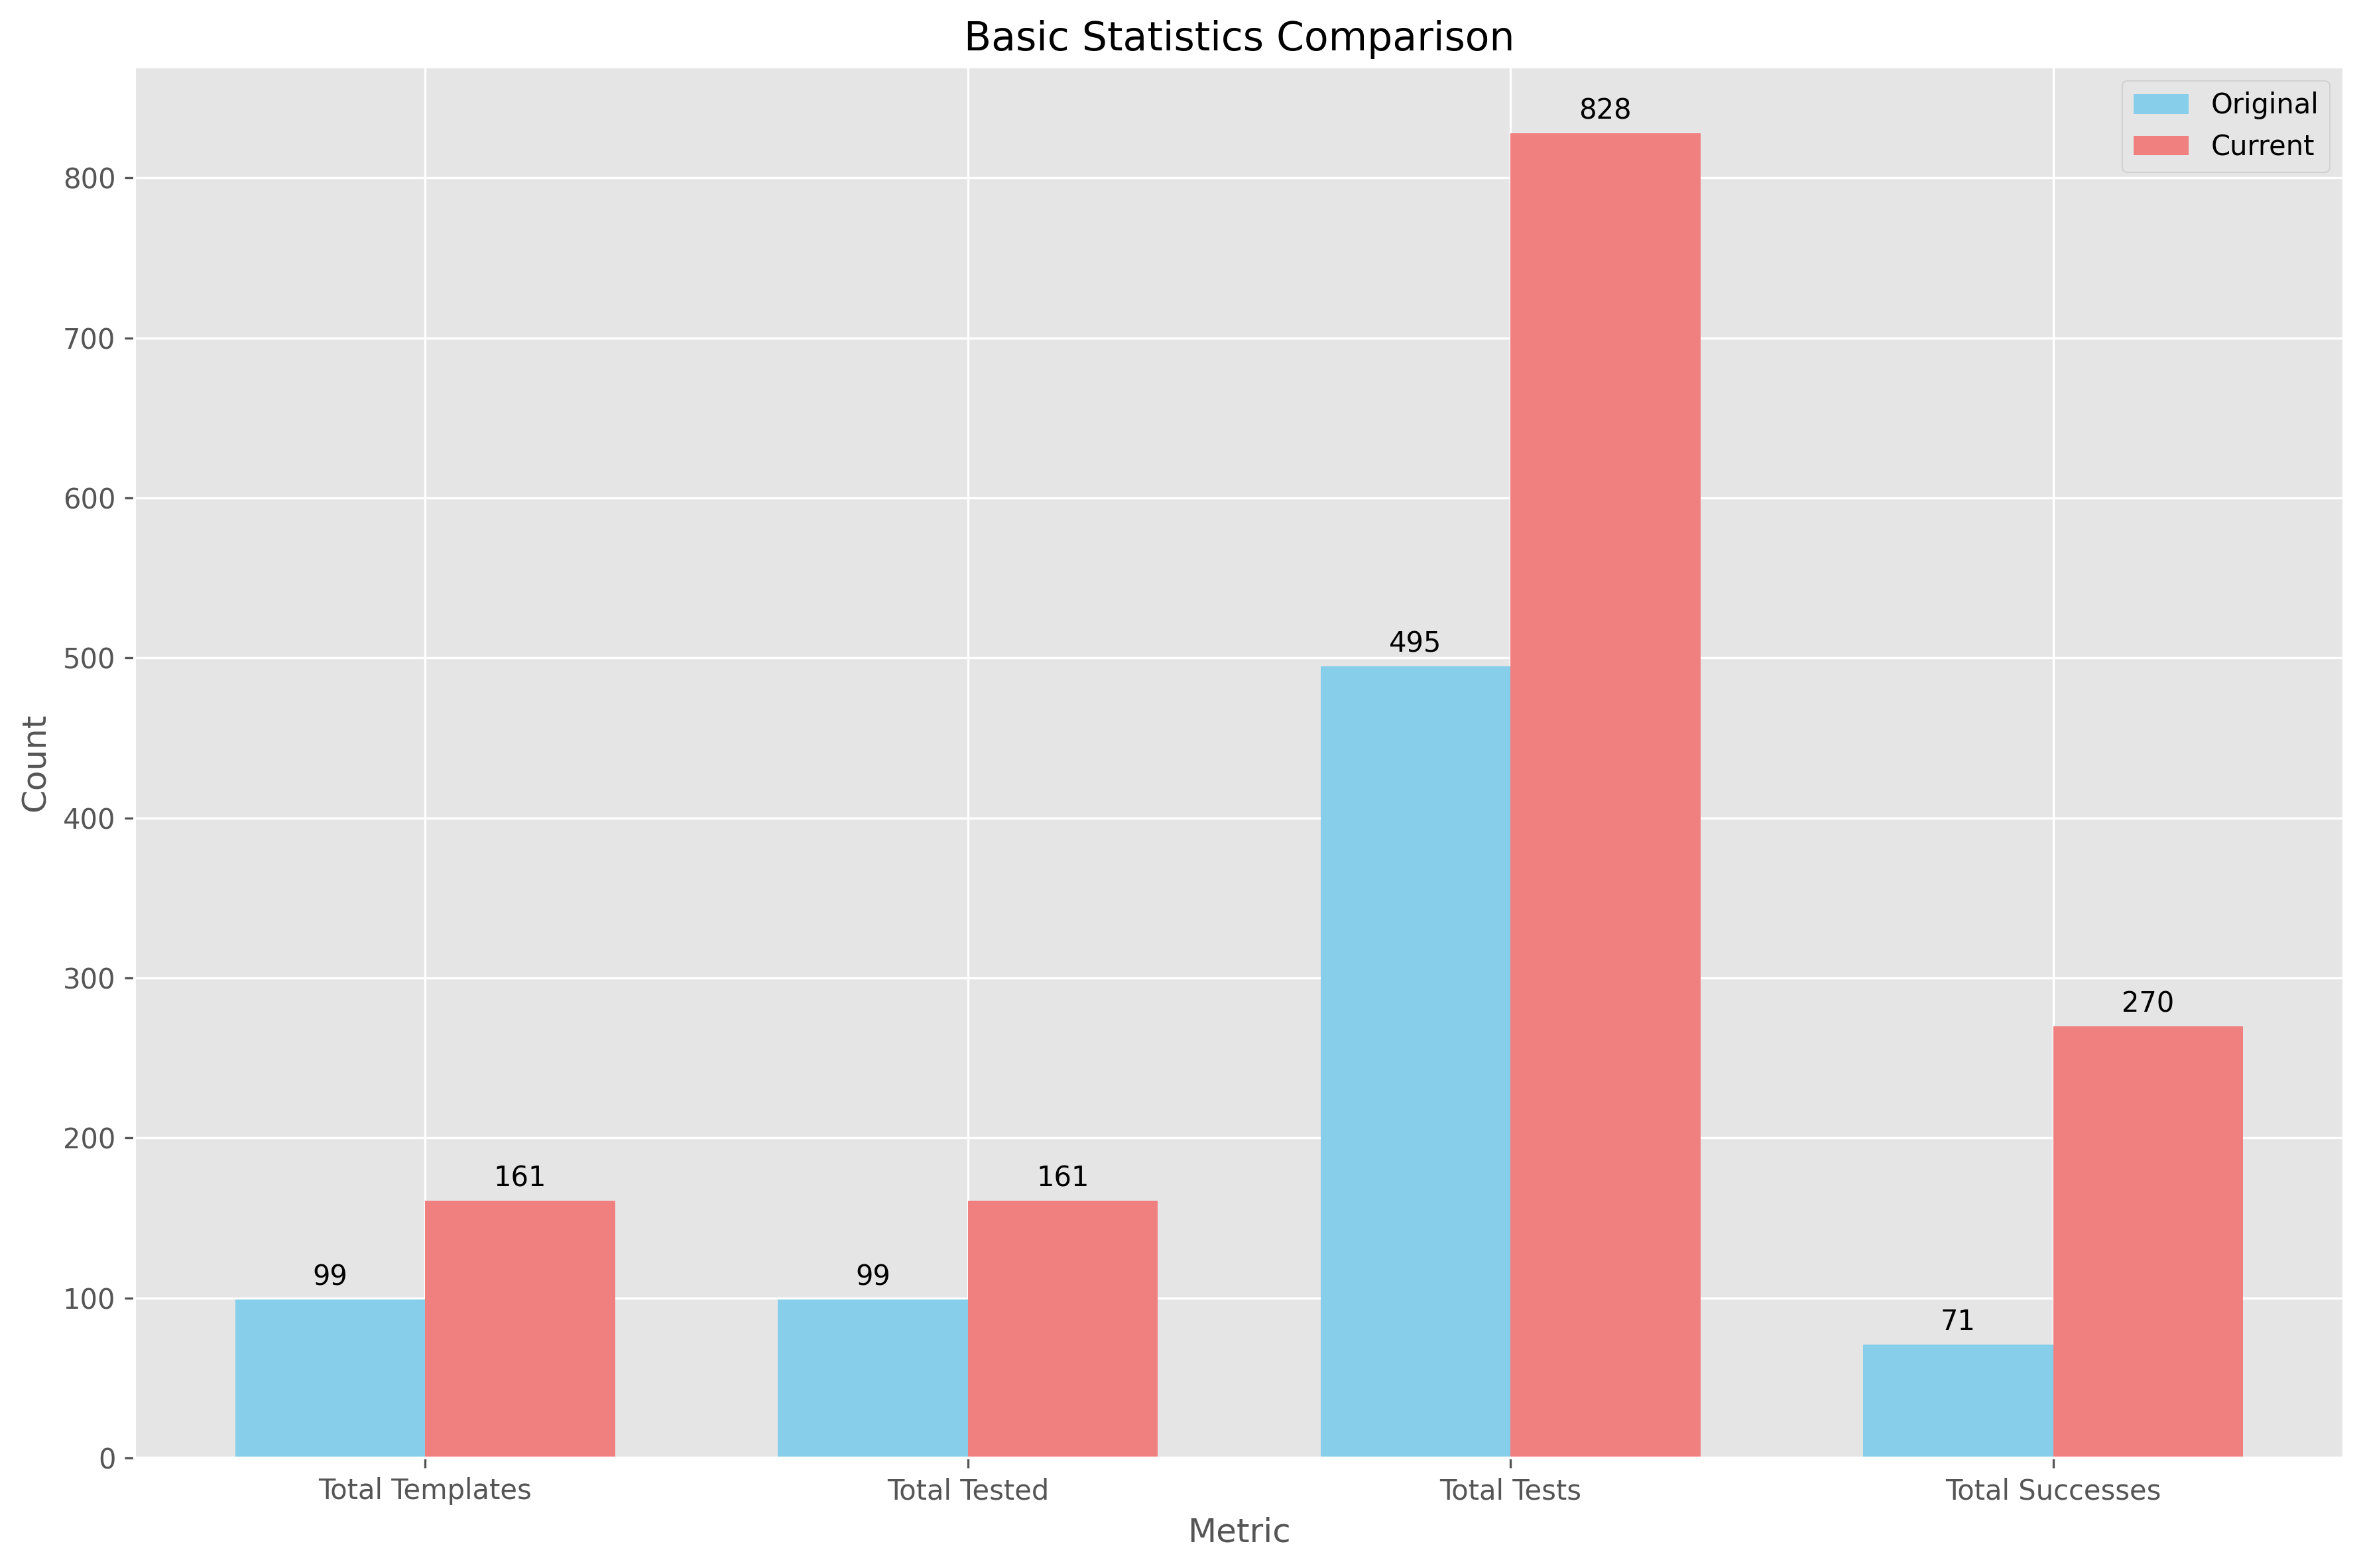 Basic Statistics Comparison
Original
Current
828
800
700
600
495
500
Count
400
300
270
200
161
161
99
99
100
71
0
Total Templates
Total Tested
Total Tests
Total Successes
Metric